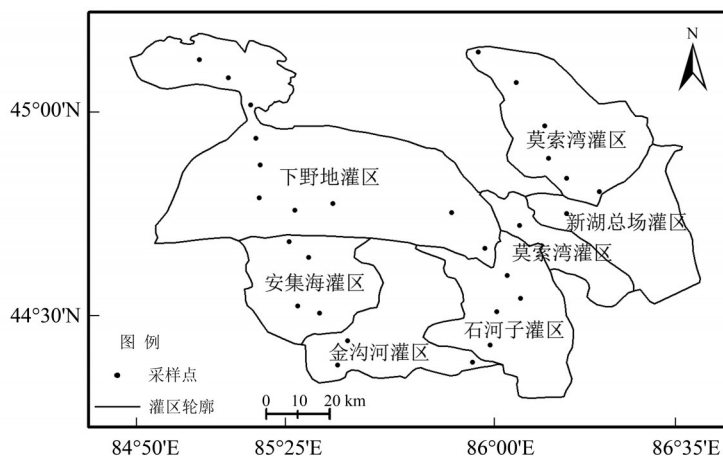 N
45°00′N
莫索湾灌区
下野地灌区
新湖总场灌区
莫索湾灌区
安集海灌区
44°30′N
石河子灌区
图 例
金沟河灌区
采样点
0 10 20 km
灌区轮廓
84°50′E 85°25′E 86°00′E 86°35′E